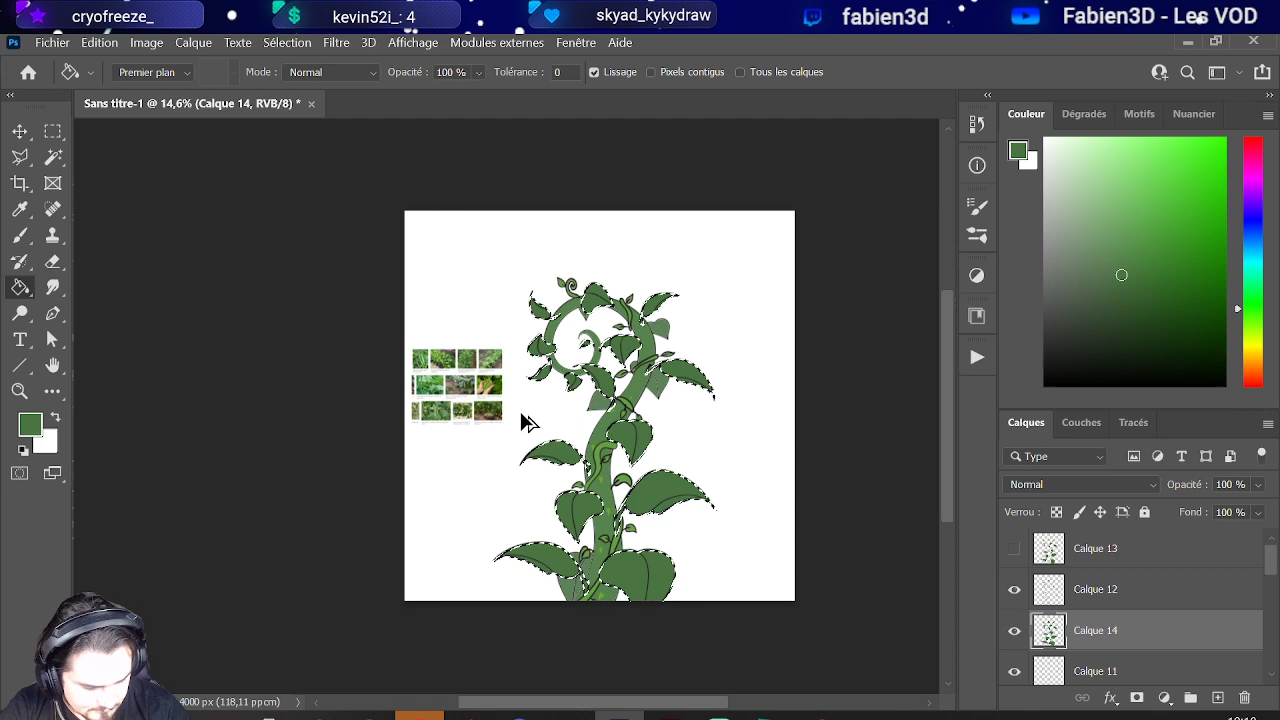 cryofreeze_
kevin52i_: 4
skyad_kykydraw
fabien3d
Fabien3D - Les VOD
Ps Fichier Edition Image Calque Texte Sélection Filtre 3D Affichage Modules externes Fenêtre Aide
Premier plan
Mode : Normal
Opacité : 100 %
Tolérance : 0
Lissage
Pixels contigus
Tous les calques
Sans titre-1 @ 14,6% (Calque 14, RVB/8) *
Couleur Dégradés Motifs Nuancier
Calques Couches Tracés
Type
Normal
Opacité : 100 %
Verrou :
Fond : 100 %
Calque 13
Calque 12
Calque 14
Calque 11
4000 px (118,11 ppcm)